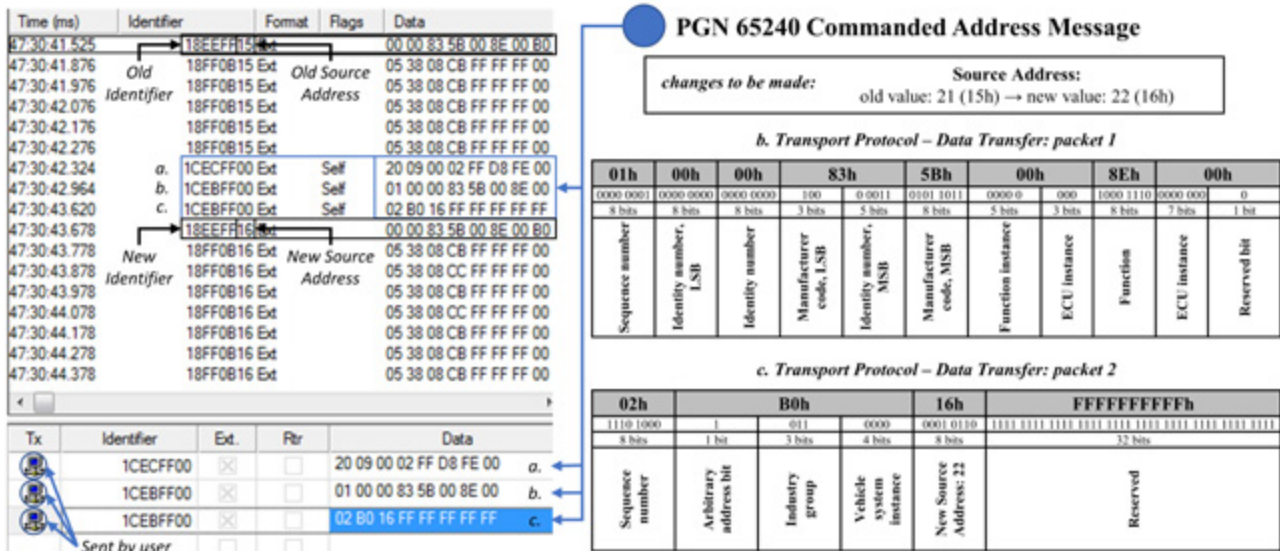 Time (ms) Identifier Format Flags Data
47:30:41.525 18EEFF15 Ext 00 00 83 5B 00 8E 00 B0
47:30:41.876 18FF0B15 Ext 05 38 08 CB FF FF FF 00
47:30:41.976 18FF0B15 Ext 05 38 08 CB FF FF FF 00
47:30:42.076 18FF0B15 Ext 05 38 08 CB FF FF FF 00
47:30:42.176 18FF0B15 Ext 05 38 08 CB FF FF FF 00
47:30:42.276 18FF0B15 Ext 05 38 08 CB FF FF FF 00
47:30:42.324 a. 1CECFF00 Ext Self 20 09 00 02 FF D8 FE 00
47:30:42.964 b. 1CEBFF00 Ext Self 01 00 00 83 5B 00 8E 00
47:30:43.620 c. 1CEBFF00 Ext Self 02 B0 16 FF FF FF FF FF
47:30:43.678 18EEFF16 Ext 00 00 83 5B 00 8E 00 B0
47:30:43.778 18FF0B16 Ext 05 38 08 CB FF FF FF 00
47:30:43.878 18FF0B16 Ext 05 38 08 CC FF FF FF 00
47:30:43.978 18FF0B16 Ext 05 38 08 CB FF FF FF 00
47:30:44.078 18FF0B16 Ext 05 38 08 CC FF FF FF 00
47:30:44.178 18FF0B16 Ext 05 38 08 CB FF FF FF 00
47:30:44.278 18FF0B16 Ext 05 38 08 CB FF FF FF 00
47:30:44.378 18FF0B16 Ext 05 38 08 CB FF FF FF 00
Old
Identifier
Old Source
Address
New
Identifier
New Source
Address
Tx Identifier Ext. Rtr Data
1CECFF00 20 09 00 02 FF D8 FE 00 a.
1CEBFF00 01 00 00 83 5B 00 8E 00 b.
1CEBFF00 02 B0 16 FF FF FF FF FF c.
Sent by user
PGN 65240 Commanded Address Message
changes to be made:
Source Address:
old value: 21 (15h) → new value: 22 (16h)
b. Transport Protocol – Data Transfer: packet 1
01h 00h 00h 83h 5Bh 00h 8Eh 00h
0000 0001 0000 0000 0000 0000 100 0 0011 0101 1011 0000 0 000 1000 1110 0000 000 0
8 bits 8 bits 8 bits 3 bits 5 bits 8 bits 5 bits 3 bits 8 bits 7 bits 1 bit
Sequence number
Identity number,
LSB
Identity number
Manufacturer
code, LSB
Identity number,
MSB
Manufacturer
code, MSB
Function instance
ECU instance
Function
ECU instance
Reserved bit
c. Transport Protocol – Data Transfer: packet 2
02h B0h 16h FFFFFFFFFFh
1110 1000 1 011 0000 0001 0110 1111 1111 1111 1111 1111 1111 1111 1111 1111 1111
8 bits 1 bit 3 bits 4 bits 8 bits 32 bits
Sequence
number
Arbitrary
address bit
Industry
group
Vehicle
system
instance
New Source
Address: 22
Reserved